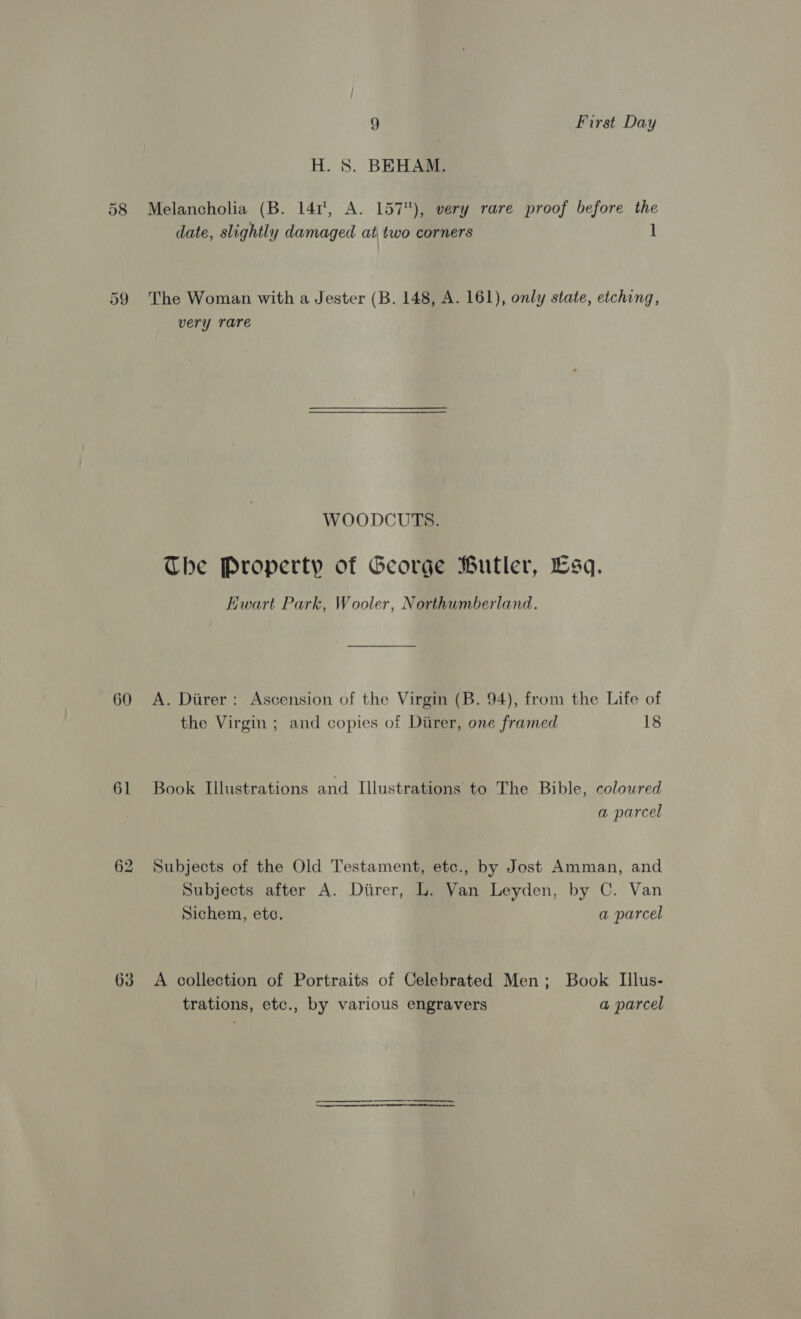 9 First Day
H. S. BEHAM.
58 Melancholia (B. 141ᴵ, A. 157ᴵᴵ), very rare proof before the
date, slightly damaged at two corners 1
59 The Woman with a Jester (B. 148, A. 161), only state, etching,
very rare
WOODCUTS.
The Property of George Butler, Esq.
Ewart Park, Wooler, Northumberland.
60 A. Dürer: Ascension of the Virgin (B. 94), from the Life of
the Virgin; and copies of Dürer, one framed 18
61 Book Illustrations and Illustrations to The Bible, coloured
a parcel
62 Subjects of the Old Testament, etc., by Jost Amman, and
Subjects after A. Dürer, L. Van Leyden, by C. Van
Sichem, etc. a parcel
63 A collection of Portraits of Celebrated Men; Book Illus-
trations, etc., by various engravers a parcel